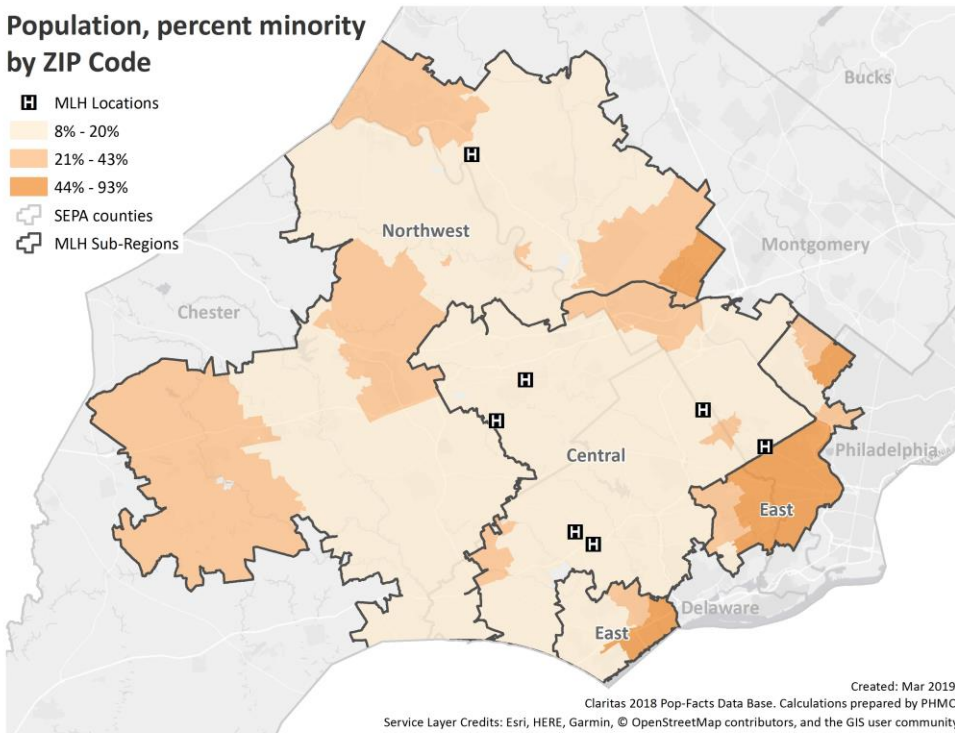 Population, percent minority
by ZIP Code
H MLH Locations
8% - 20%
21% - 43%
44% - 93%
SEPA counties
MLH Sub-Regions
Bucks
H
Northwest
Montgomery
Chester
H
H
H
H
Central
Philadelphia
East
H
H
Delaware
East
Created: Mar 2019
Claritas 2018 Pop-Facts Data Base. Calculations prepared by PHMC
Service Layer Credits: Esri, HERE, Garmin, © OpenStreetMap contributors, and the GIS user community